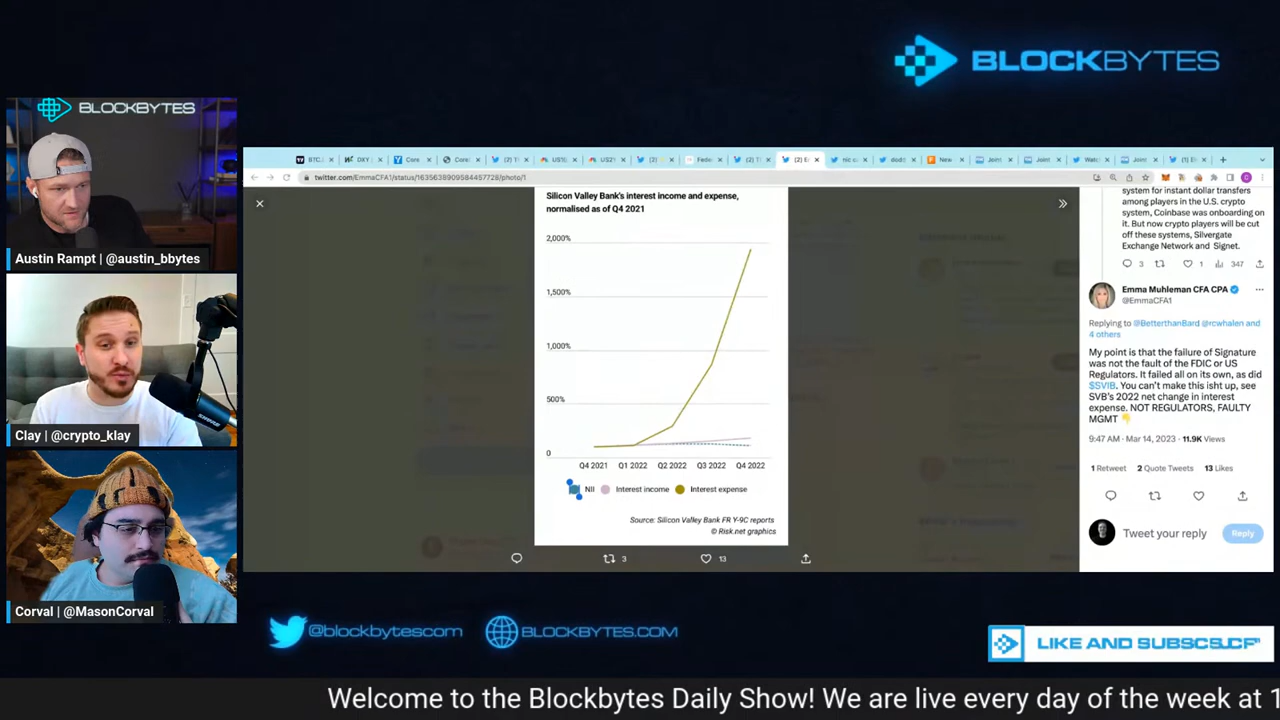 BLOCKBYTES
BLOCKBYTES
Austin Rampt | @austin_bbytes
Clay | @crypto_klay
Corval | @MasonCorval
twitter.com/EmmaCFA1/status/1635638909584457728/photo/1
Silicon Valley Bank's interest income and expense,
normalised as of Q4 2021
2,000%
1,500%
1,000%
500%
0
Q4 2021 Q1 2022 Q2 2022 Q3 2022 Q4 2022
NII Interest income Interest expense
Source: Silicon Valley Bank FR Y-9C reports
© Risk.net graphics
3 13
system for instant dollar transfers
among players in the U.S. crypto
system, Coinbase was onboarding on
it. But now crypto players will be cut
off these systems, Silvergate
Exchange Network and Signet.
3 1 347
Emma Muhleman CFA CPA
@EmmaCFA1
Replying to @BetterthanBard @rcwhalen and
4 others
My point is that the failure of Signature
was not the fault of the FDIC or US
Regulators. It failed all on its own, as did
$SVIB. You can't make this isht up, see
SVB's 2022 net change in interest
expense. NOT REGULATORS, FAULTY
MGMT
9:47 AM · Mar 14, 2023 · 11.9K Views
1 Retweet 2 Quote Tweets 13 Likes
Tweet your reply
Reply
@blockbytescom BLOCKBYTES.COM
LIKE AND
Welcome to the Blockbytes Daily Show! We are live every day of the week at 1